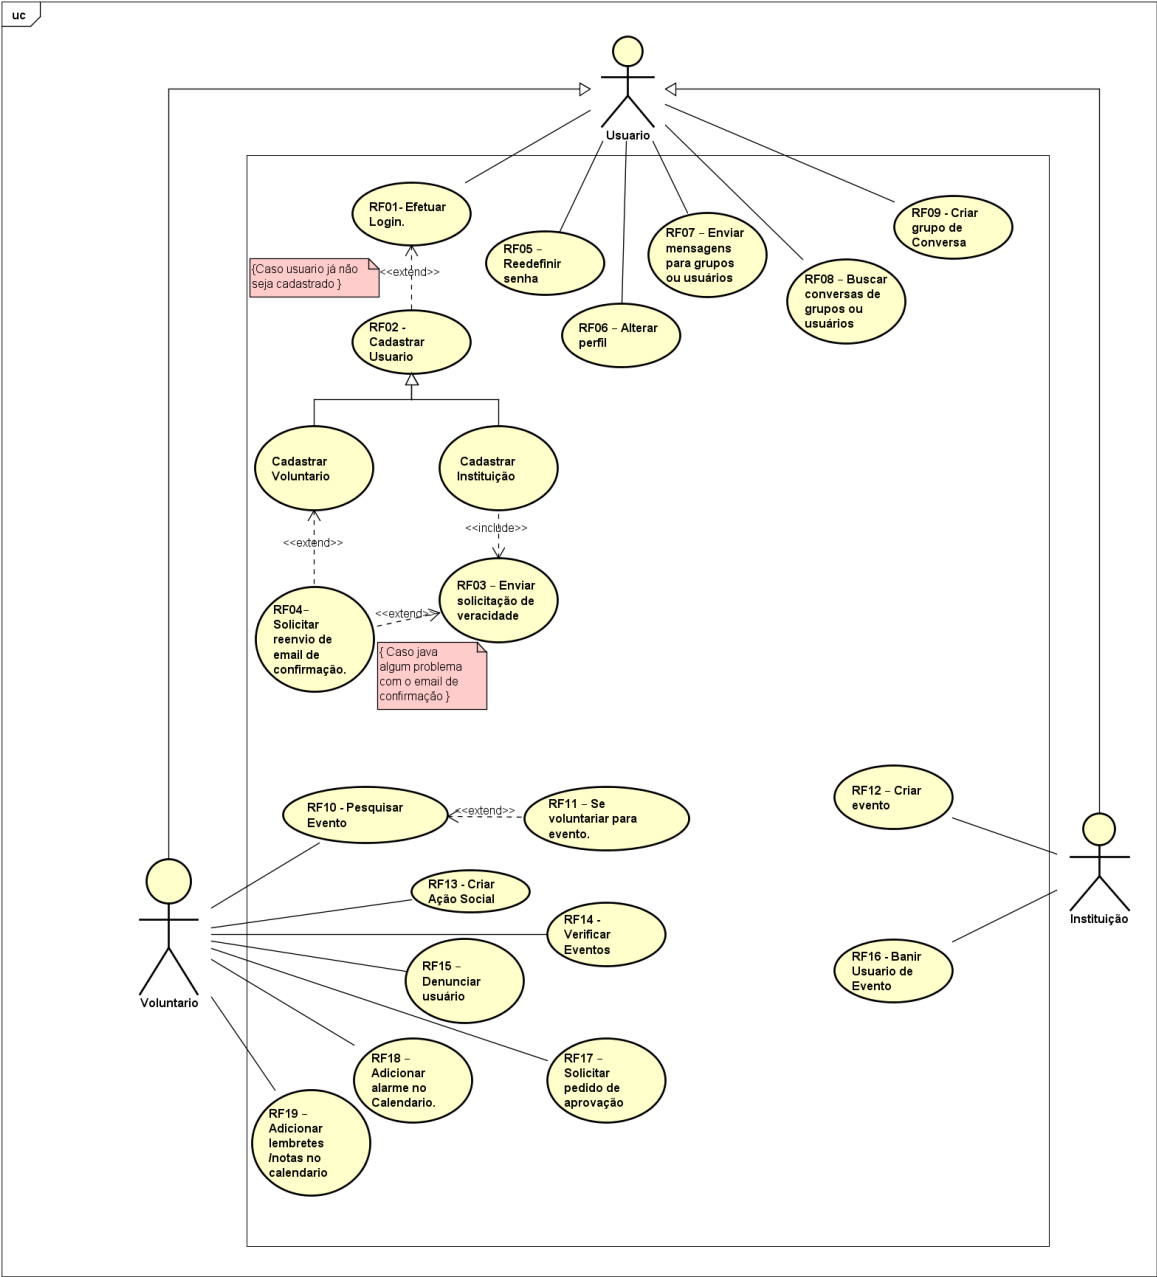 uc
Usuario
RF01- Efetuar
Login.
<<extend>>
{Caso usuario já não
seja cadastrado }
RF02 -
Cadastrar
Usuario
RF05 –
Reedefinir
senha
RF06 – Alterar
perfil
RF07 – Enviar
mensagens
para grupos
ou usuários
RF08 – Buscar
conversas de
grupos ou
usuários
RF09 - Criar
grupo de
Conversa
Cadastrar
Voluntario
Cadastrar
Instituição
<<extend>>
<<include>>
RF04–
Solicitar
reenvio de
email de
confirmação.
<<extend>>
RF03 – Enviar
solicitação de
veracidade
{ Caso java
algum problema
com o email de
confirmação }
RF10 - Pesquisar
Evento
<<extend>>
RF11 – Se
voluntariar para
evento.
RF12 – Criar
evento
RF13 - Criar
Ação Social
RF14 -
Verificar
Eventos
RF15 –
Denunciar
usuário
RF16 - Banir
Usuario de
Evento
Voluntario
Instituição
RF18 –
Adicionar
alarme no
Calendario.
RF17 –
Solicitar
pedido de
aprovação
RF19 –
Adicionar
lembretes
/notas no
calendario